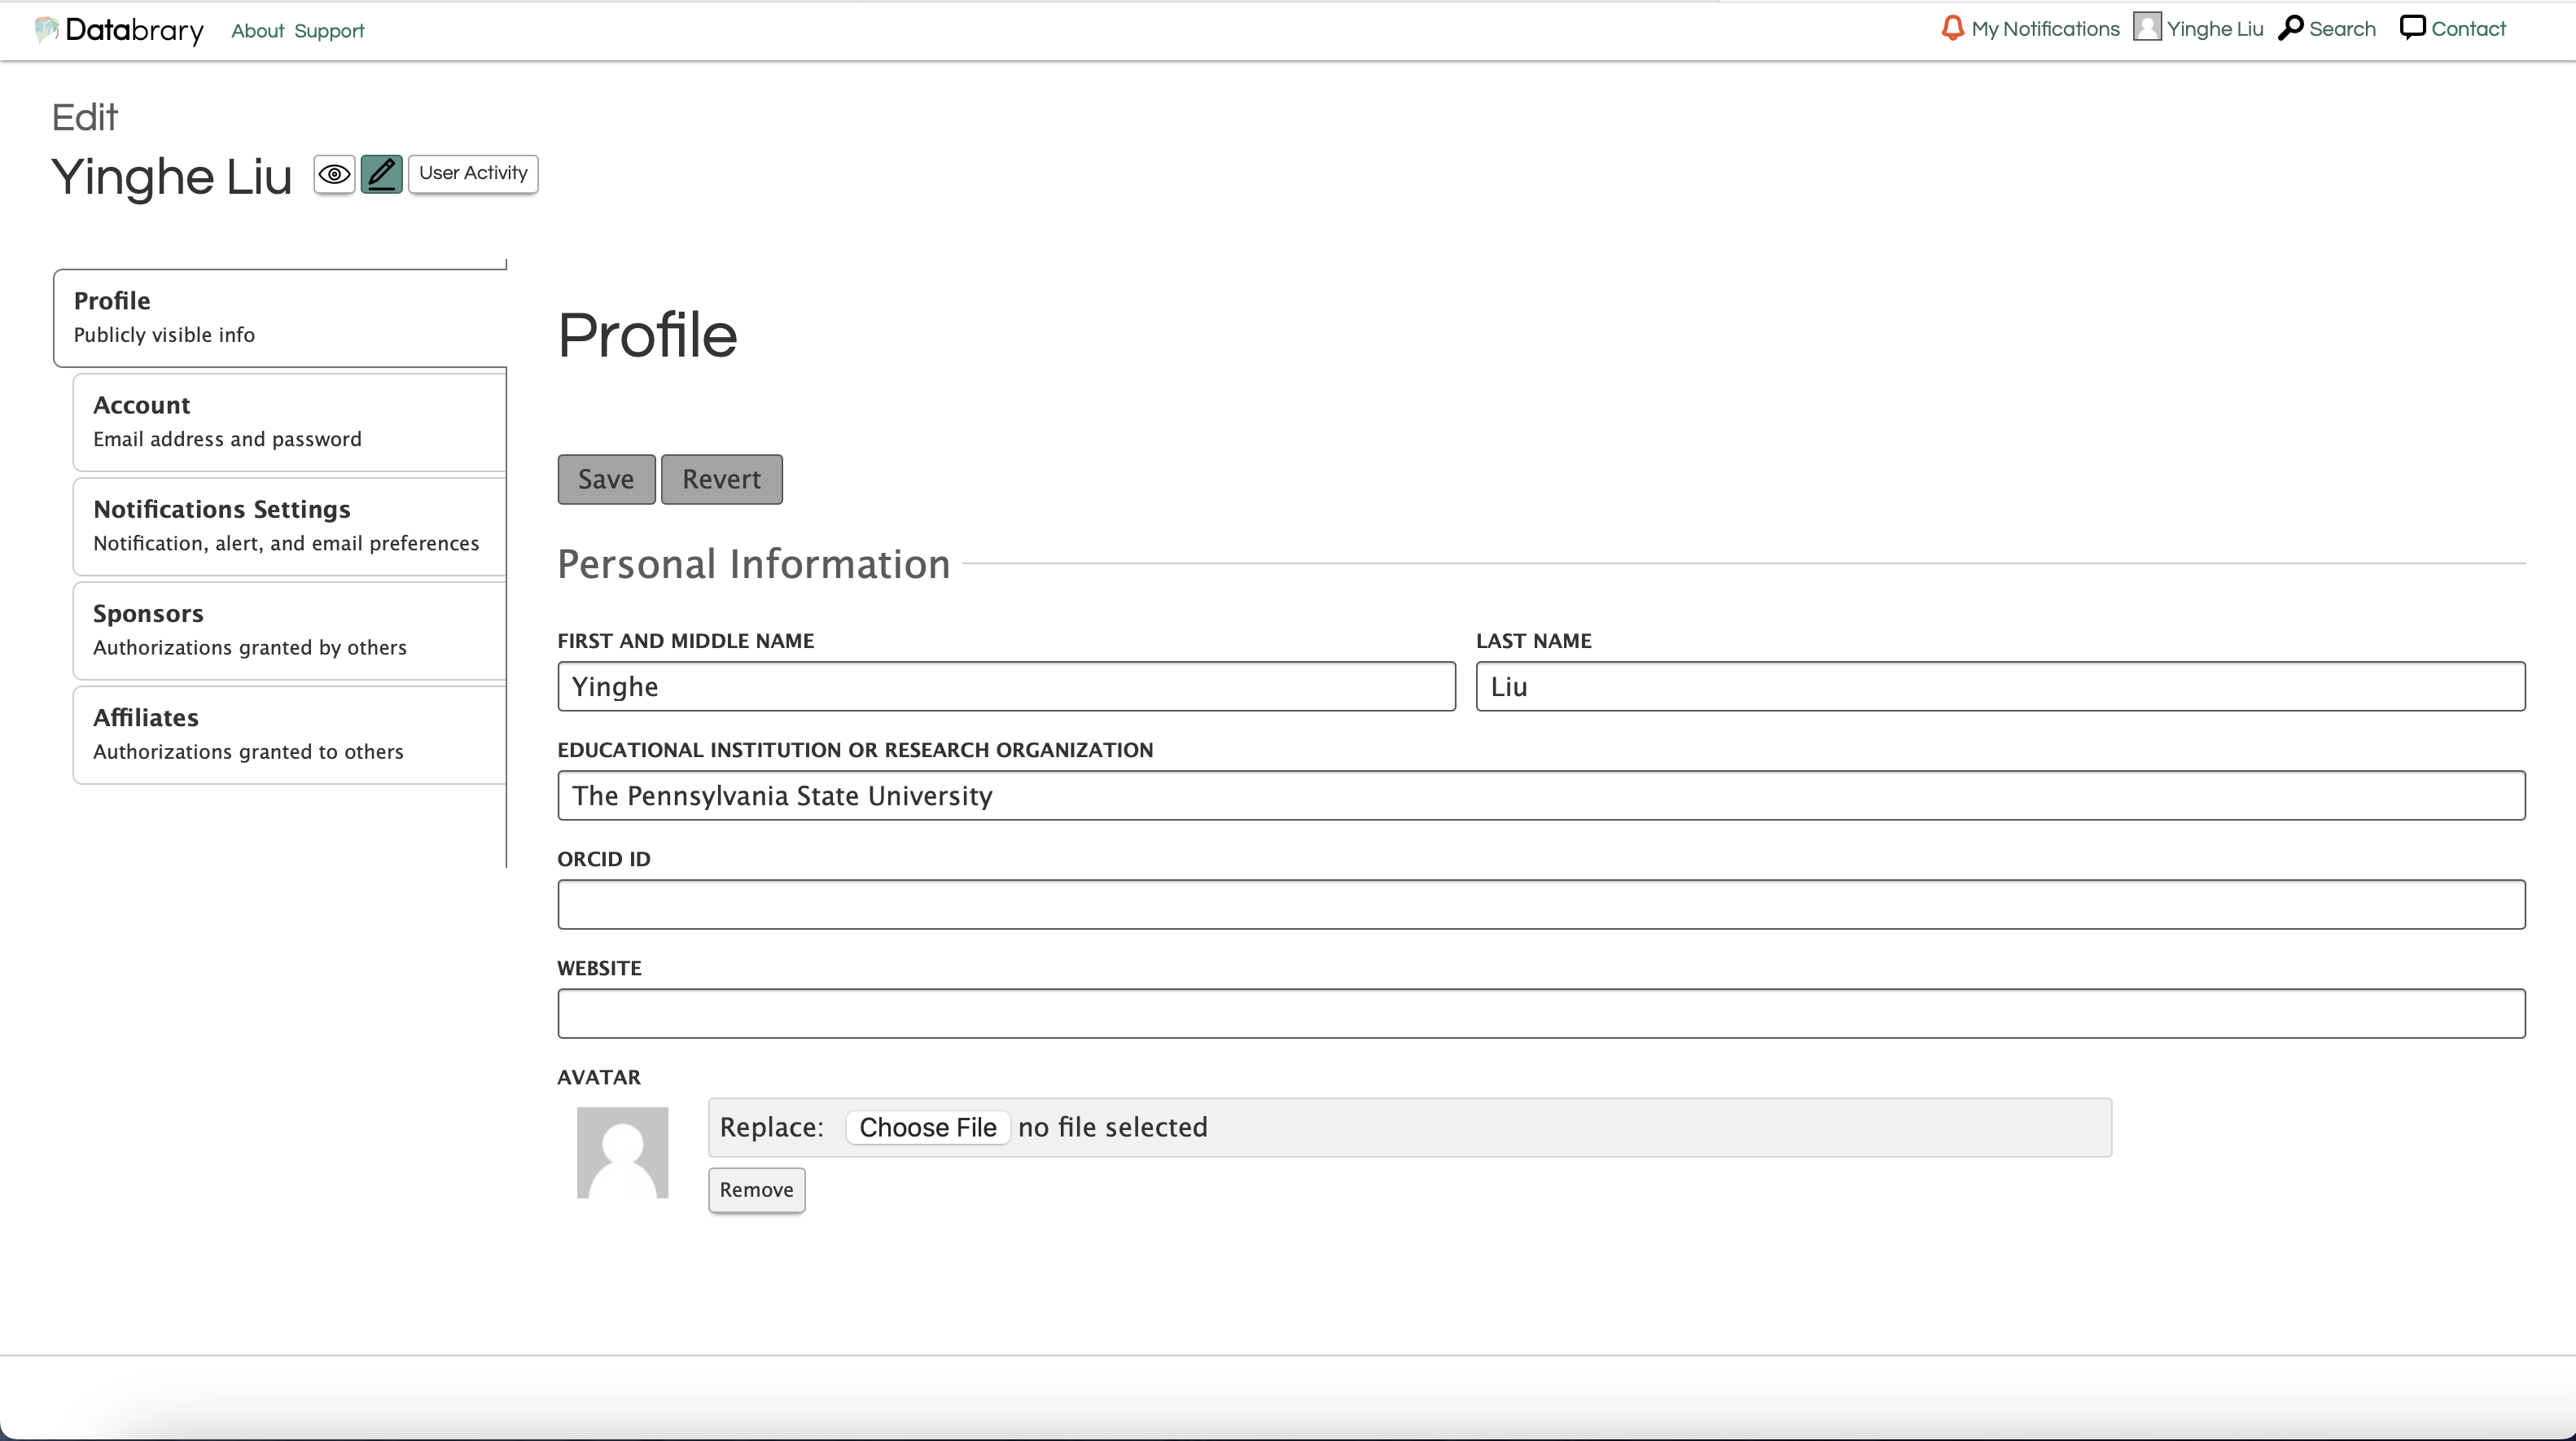 Databrary About Support My Notifications Yinghe Liu Search Contact
Edit
Yinghe Liu User Activity
Profile
Publicly visible info
Account
Email address and password
Notifications Settings
Notification, alert, and email preferences
Sponsors
Authorizations granted by others
Affiliates
Authorizations granted to others
Profile
Save Revert
Personal Information
FIRST AND MIDDLE NAME LAST NAME
Yinghe Liu
EDUCATIONAL INSTITUTION OR RESEARCH ORGANIZATION
The Pennsylvania State University
ORCID ID
WEBSITE
AVATAR
Replace: Choose File no file selected
Remove